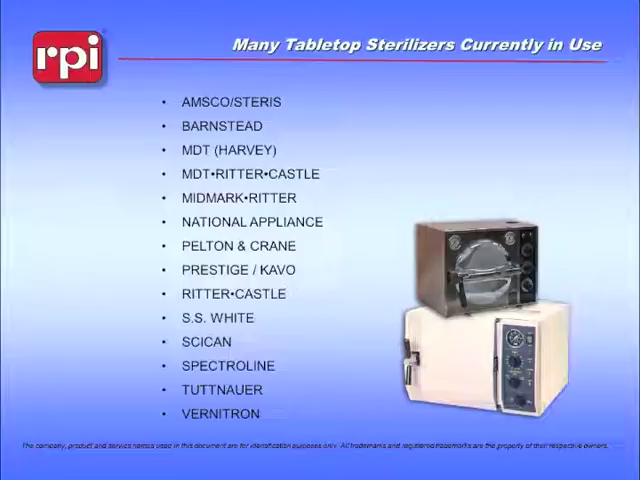 rpi
Many Tabletop Sterilizers Currently in Use
• AMSCO/STERIS
• BARNSTEAD
• MDT (HARVEY)
• MDT•RITTER•CASTLE
• MIDMARK•RITTER
• NATIONAL APPLIANCE
• PELTON & CRANE
• PRESTIGE / KAVO
• RITTER•CASTLE
• S.S. WHITE
• SCICAN
• SPECTROLINE
• TUTTNAUER
• VERNITRON
The company, product and service names used in this document are for identification purposes only. All trademarks and registered trademarks are the property of their respective owners.